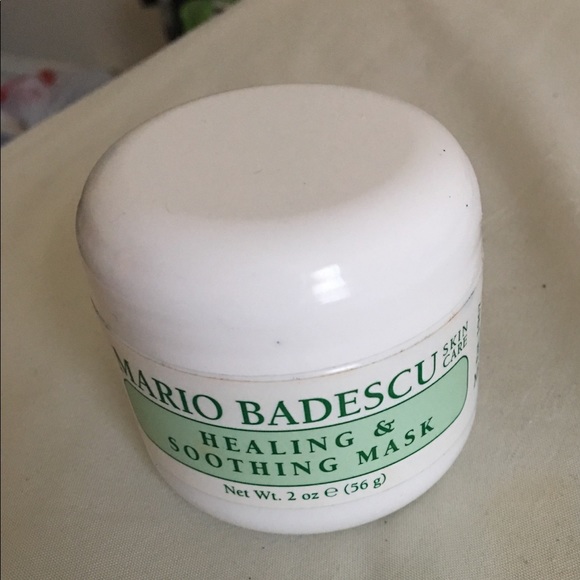 MARIO BADESCU SKIN CARE
HEALING &
SOOTHING MASK
Net Wt. 2 oz ℮ (56 g)